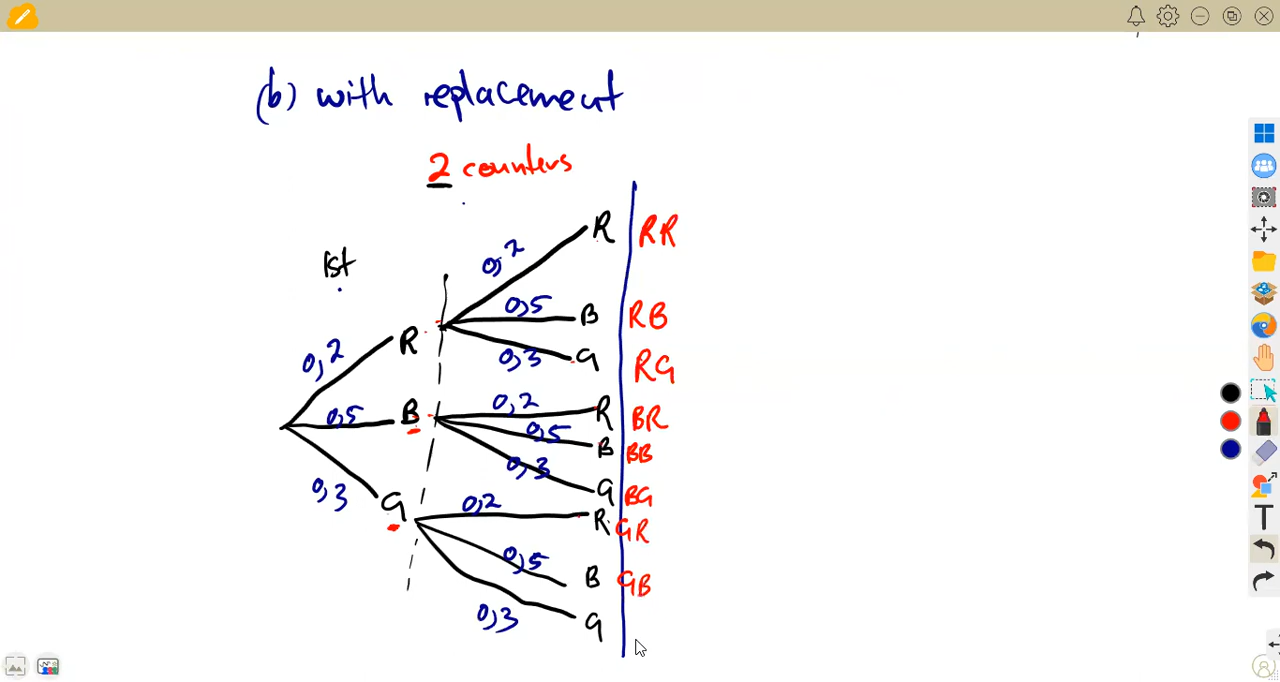 (b) with replacement
2 counters
1st
0,2
R
RR
0,5
B
RB
0,3
G
RG
0,2
R
0,5
B
0,3
G
0,2
R
BR
0,5
B
BB
0,3
G
BG
0,2
R
GR
0,5
B
GB
0,3
G
T